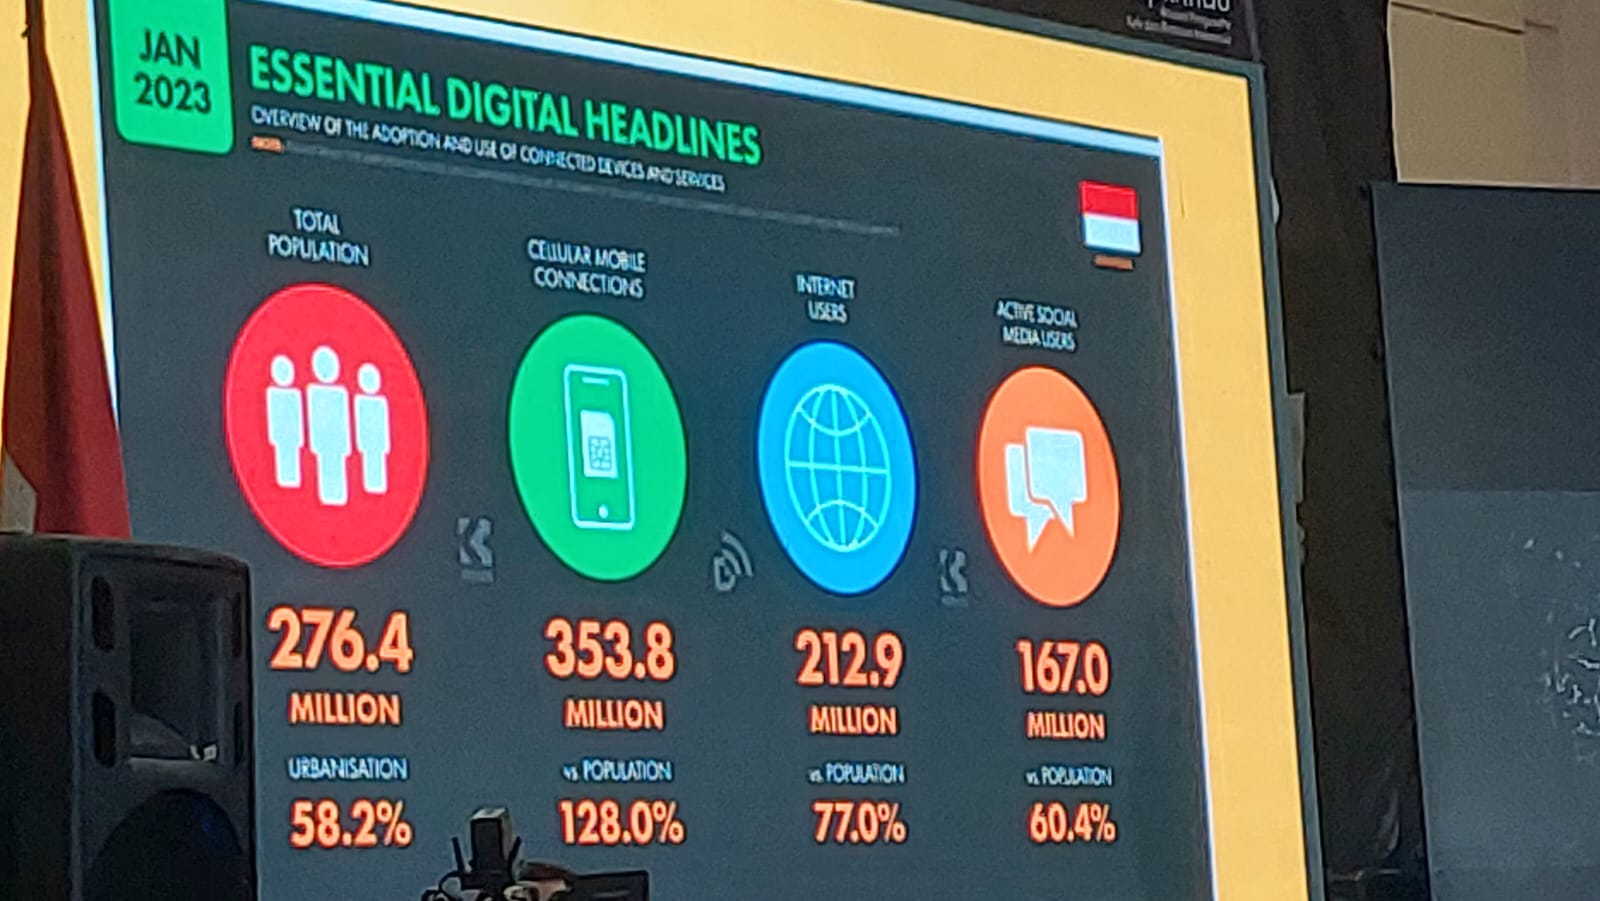 JAN
2023
ESSENTIAL DIGITAL HEADLINES
OVERVIEW OF THE ADOPTION AND USE OF CONNECTED DEVICES AND SERVICES
NOTE:
TOTAL
POPULATION
CELLULAR MOBILE
CONNECTIONS
INTERNET
USERS
ACTIVE SOCIAL
MEDIA USERS
276.4
MILLION
353.8
MILLION
212.9
MILLION
167.0
MILLION
URBANISATION
vs. POPULATION
vs. POPULATION
vs. POPULATION
58.2%
128.0%
77.0%
60.4%